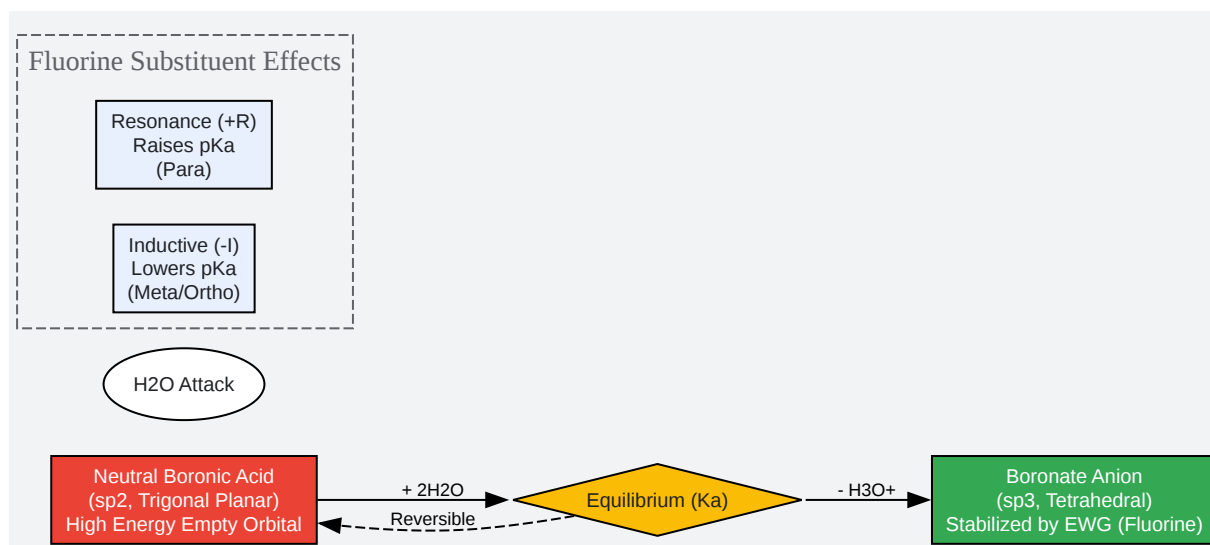 Fluorine Substituent Effects
Resonance (+R)
Raises pKa
(Para)
Inductive (-I)
Lowers pKa
(Meta/Ortho)
H2O Attack
Neutral Boronic Acid
(sp2, Trigonal Planar)
High Energy Empty Orbital
+ 2H2O
Reversible
Equilibrium (Ka)
- H3O+
Boronate Anion
(sp3, Tetrahedral)
Stabilized by EWG (Fluorine)